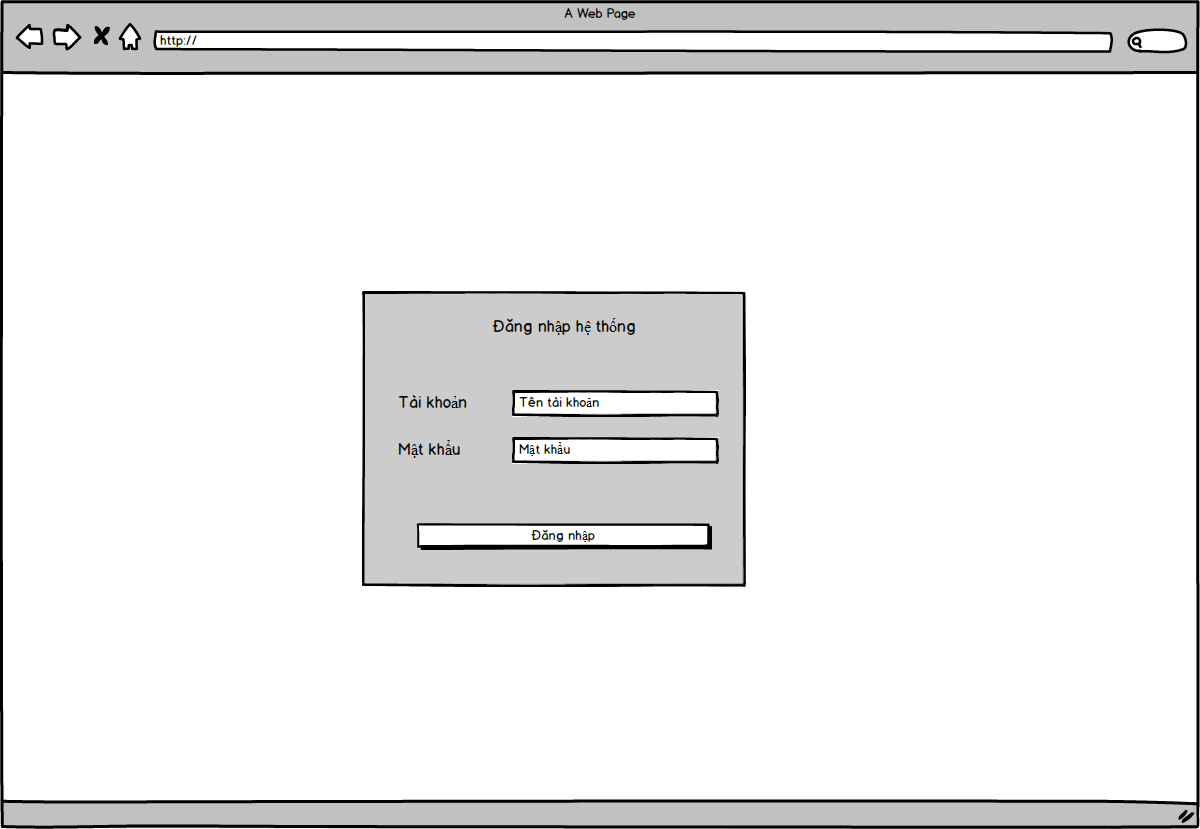 A Web Page
http://
Đăng nhập hệ thống
Tài khoản
Tên tài khoản
Mật khẩu
Mật khẩu
Đăng nhập